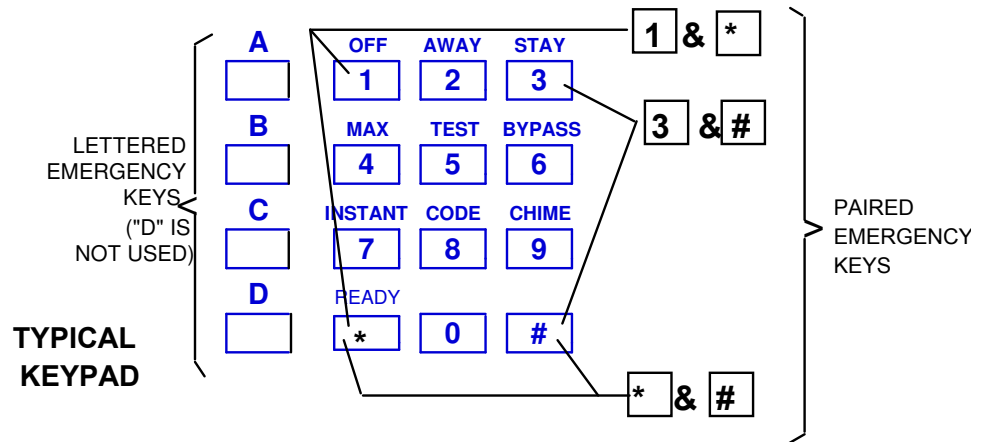 A OFF AWAY STAY 1 & *
1 2 3
3 & #
B MAX TEST BYPASS
LETTERED
EMERGENCY
KEYS
("D" IS
NOT USED)
4 5 6
C INSTANT CODE CHIME
7 8 9
PAIRED
EMERGENCY
KEYS
D READY
* 0 #
TYPICAL
KEYPAD
* & #